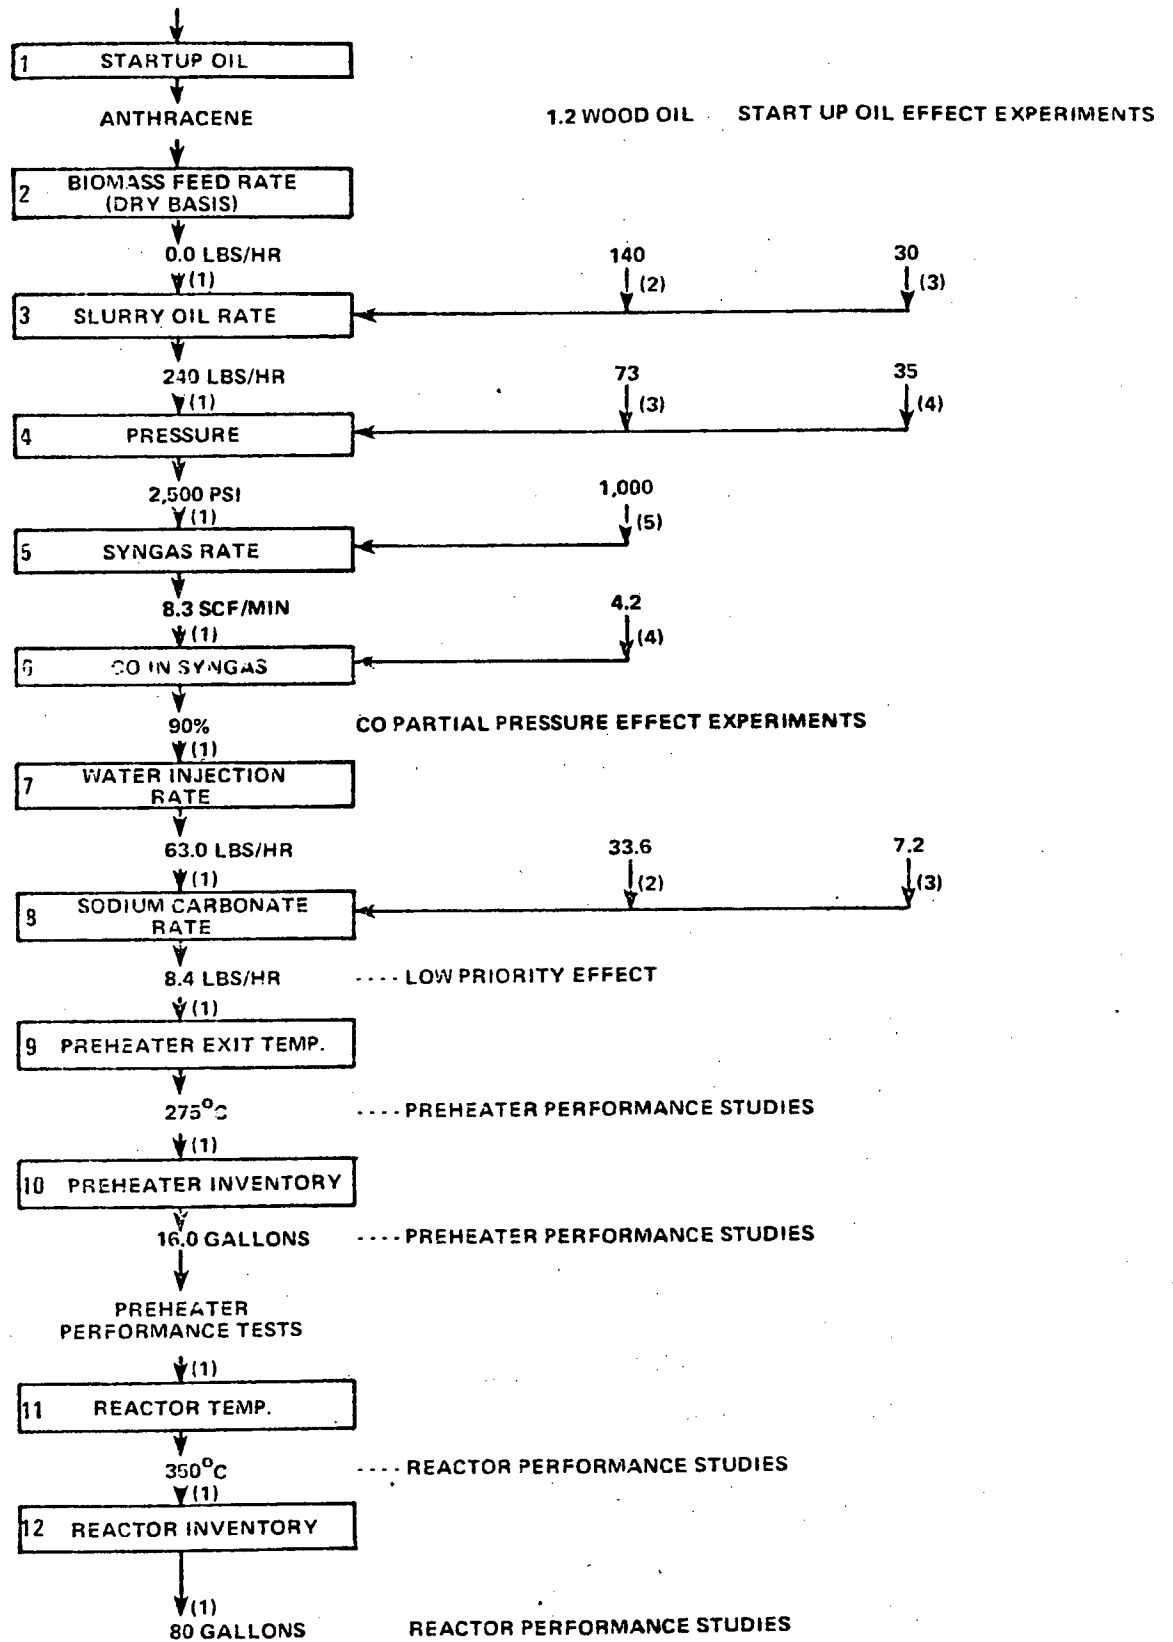 1 STARTUP OIL
ANTHRACENE 1.2 WOOD OIL START UP OIL EFFECT EXPERIMENTS
2 BIOMASS FEED RATE
(DRY BASIS)
0.0 LBS/HR 140 30
(1) (2) (3)
3 SLURRY OIL RATE
240 LBS/HR 73 35
(1) (3) (4)
4 PRESSURE
2,500 PSI 1,000
(1) (5)
5 SYNGAS RATE
8.3 SCF/MIN 4.2
(1) (4)
6 CO IN SYNGAS
90% CO PARTIAL PRESSURE EFFECT EXPERIMENTS
(1)
7 WATER INJECTION
RATE
63.0 LBS/HR 33.6 7.2
(1) (2) (3)
8 SODIUM CARBONATE
RATE
8.4 LBS/HR ---- LOW PRIORITY EFFECT
(1)
9 PREHEATER EXIT TEMP.
275°C ---- PREHEATER PERFORMANCE STUDIES
(1)
10 PREHEATER INVENTORY
16.0 GALLONS ---- PREHEATER PERFORMANCE STUDIES
PREHEATER
PERFORMANCE TESTS
(1)
11 REACTOR TEMP.
350°C ---- REACTOR PERFORMANCE STUDIES
(1)
12 REACTOR INVENTORY
(1)
80 GALLONS REACTOR PERFORMANCE STUDIES